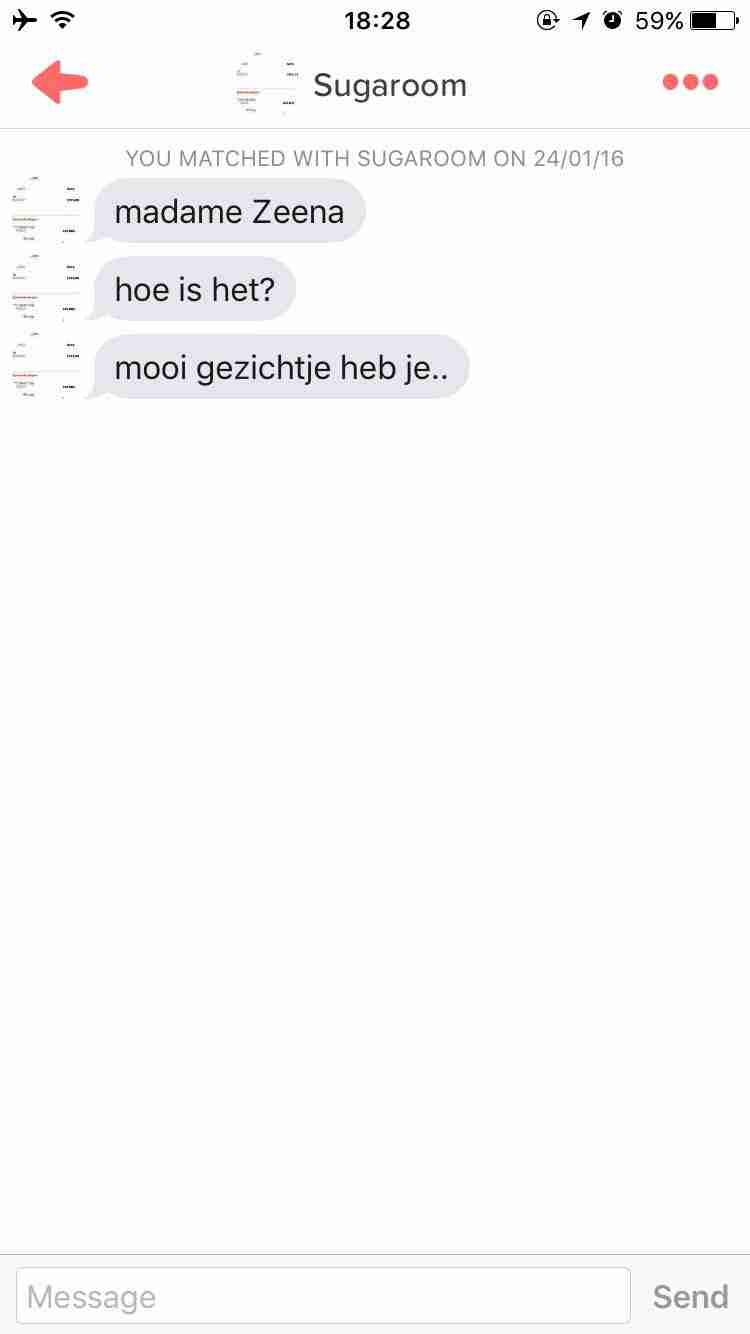 18:28
59%
Sugaroom
YOU MATCHED WITH SUGAROOM ON 24/01/16
madame Zeena
hoe is het?
mooi gezichtje heb je..
Message
Send